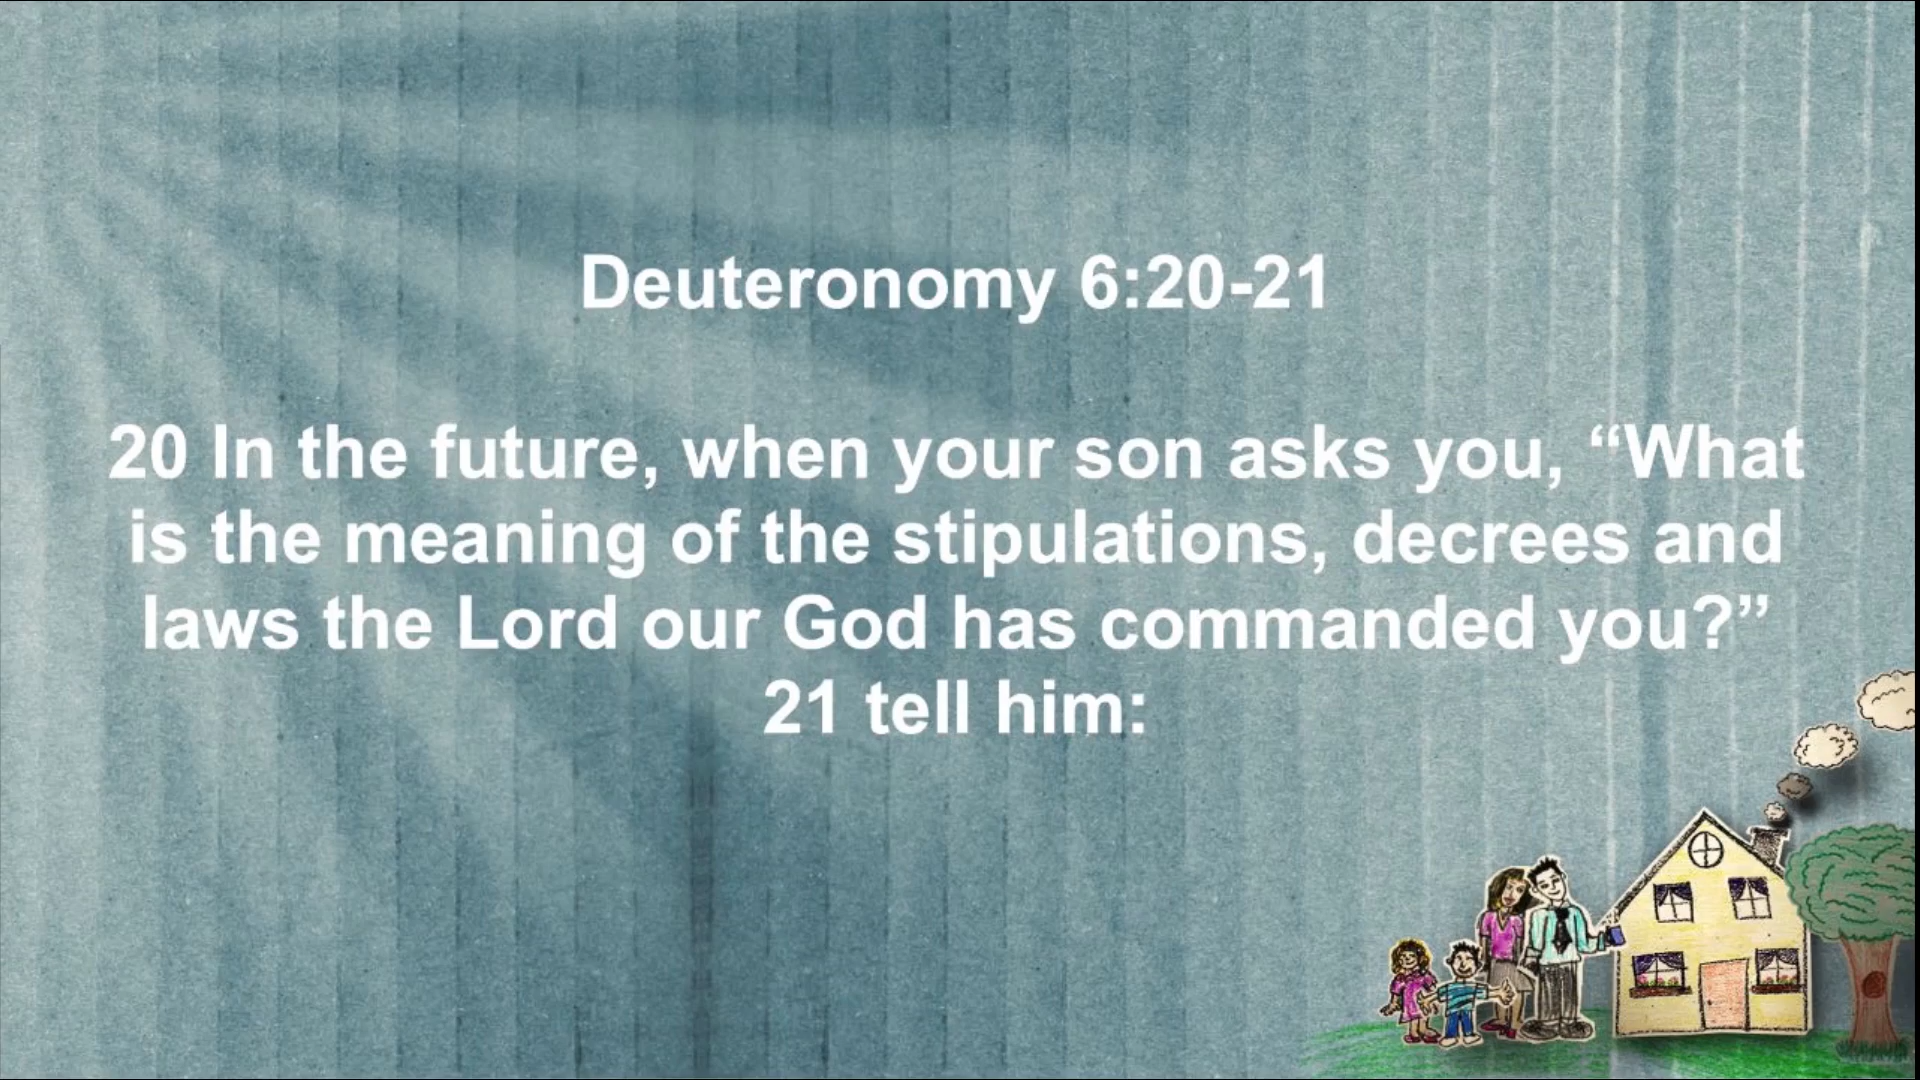 Deuteronomy 6:20-21
20 In the future, when your son asks you, “What
is the meaning of the stipulations, decrees and
laws the Lord our God has commanded you?”
21 tell him: